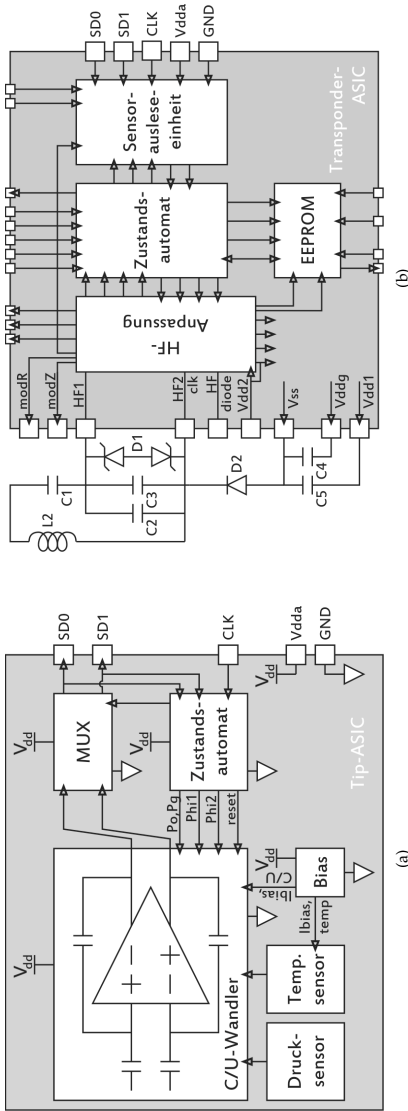 Vdd
Vdd
MUX
SD0
SD1
Vdd
Zustands-
automat
CLK
Po,Pg
Phi1
Phi2
reset
Vdd
Vdda
GND
C/U-Wandler
Ibias,
C/U
Vdd
Bias
Ibias,
temp
Druck-
sensor
Temp.
sensor
Tip-ASIC
(a)
L2
C1
C2
C3
D1
D2
C5
C4
modR
modZ
HF1
HF2
clk
HF
diode
Vdd2
Vss
Vddg
Vdd1
HF-
Anpassung
Zustands-
automat
Sensor-
auslese-
einheit
EEPROM
SD0
SD1
CLK
Vdda
GND
Transponder-
ASIC
(b)